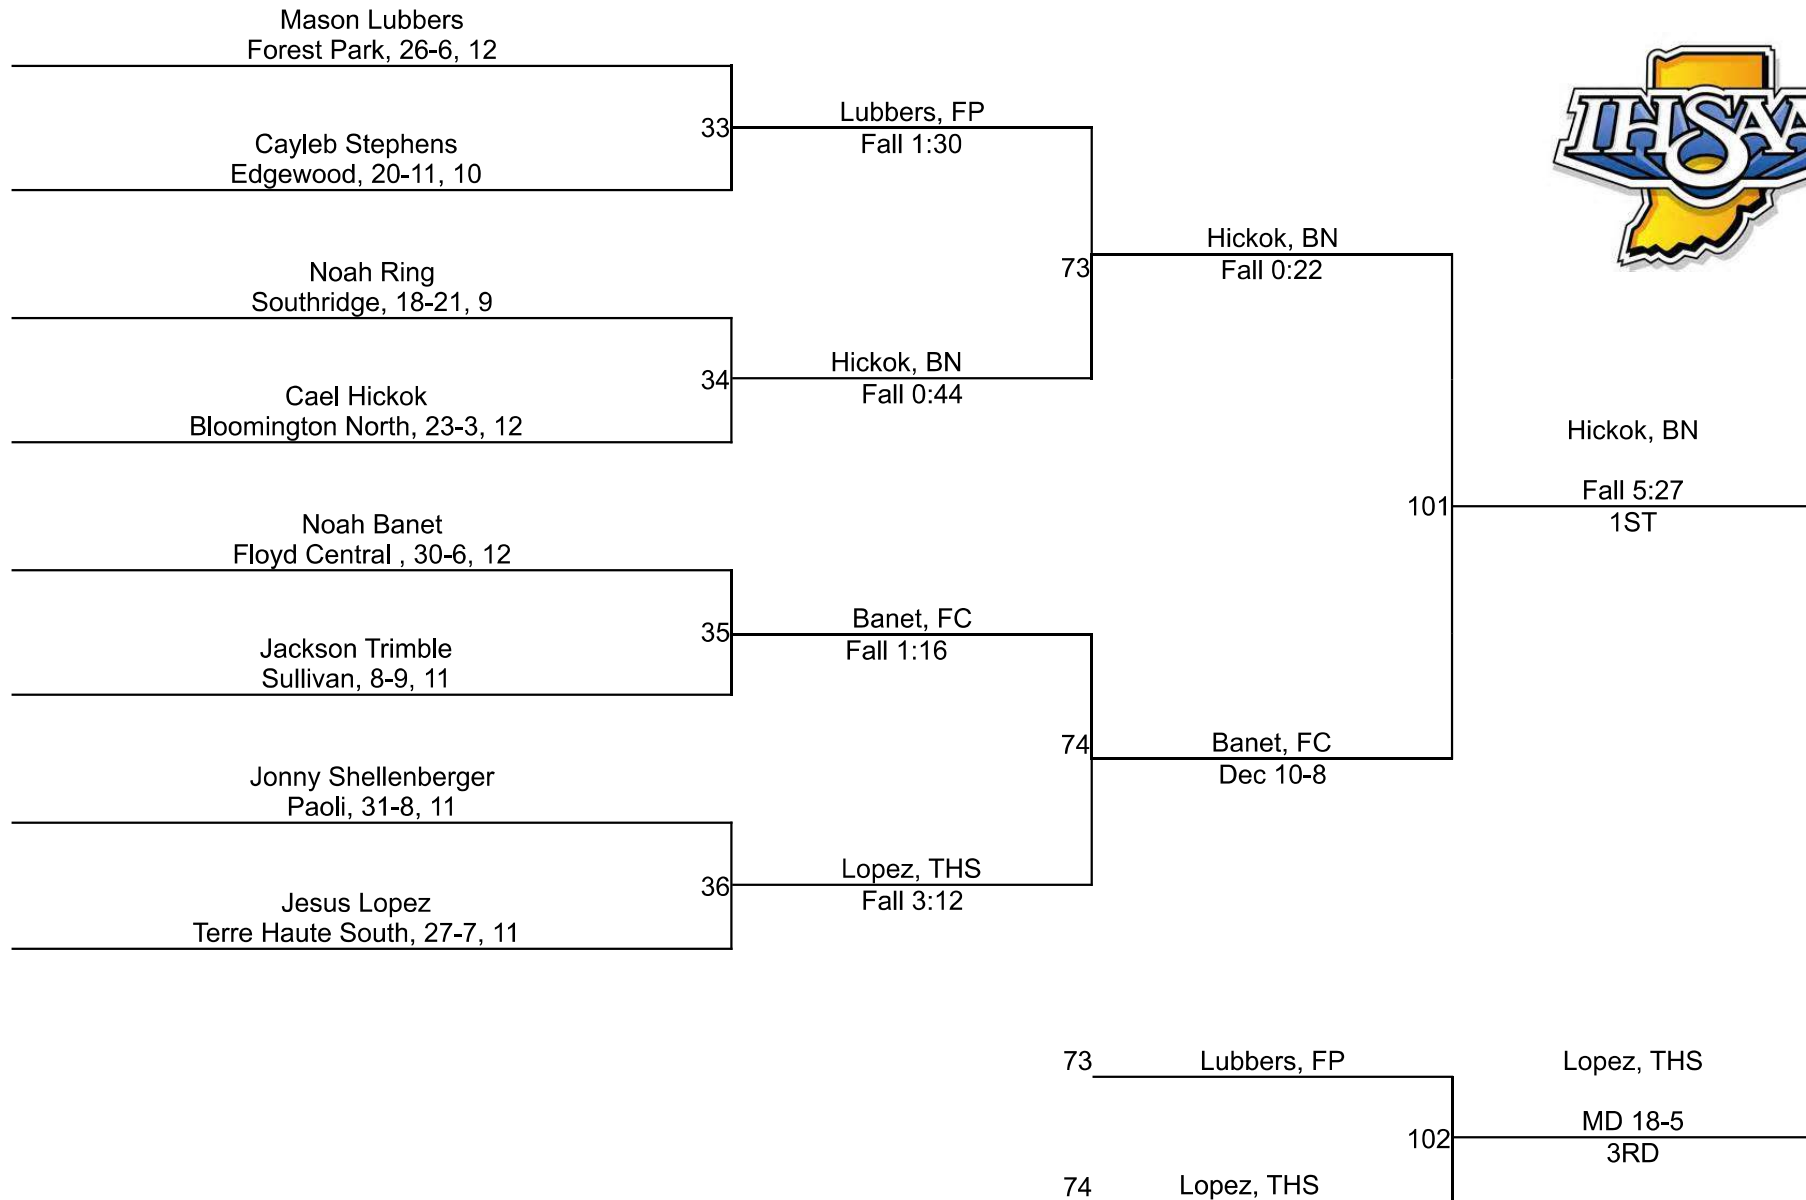 Mason Lubbers
Forest Park, 26-6, 12
Cayleb Stephens
Edgewood, 20-11, 10
33
Lubbers, FP
Fall 1:30
Noah Ring
Southridge, 18-21, 9
Cael Hickok
Bloomington North, 23-3, 12
34
Hickok, BN
Fall 0:44
73
Hickok, BN
Fall 0:22
Noah Banet
Floyd Central , 30-6, 12
Jackson Trimble
Sullivan, 8-9, 11
35
Banet, FC
Fall 1:16
Jonny Shellenberger
Paoli, 31-8, 11
Jesus Lopez
Terre Haute South, 27-7, 11
36
Lopez, THS
Fall 3:12
74
Banet, FC
Dec 10-8
101
Hickok, BN
Fall 5:27
1ST
IHSAA
73
Lubbers, FP
74
Lopez, THS
102
Lopez, THS
MD 18-5
3RD